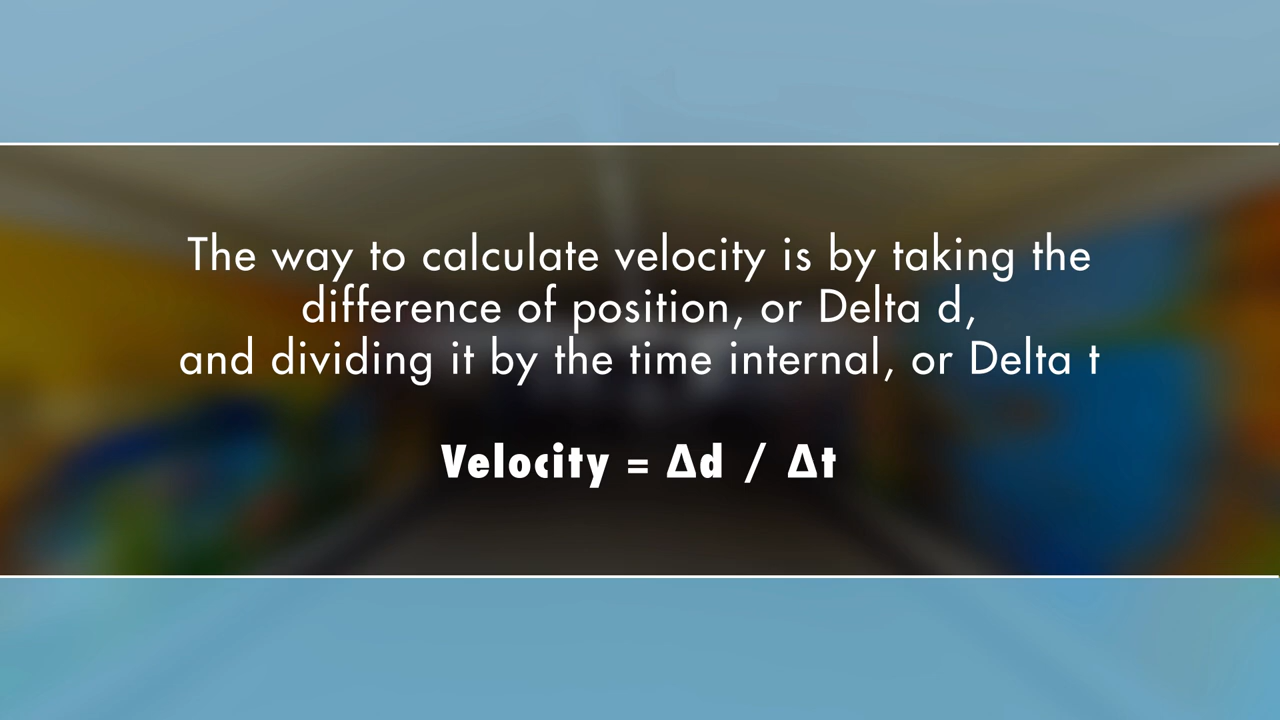 The way to calculate velocity is by taking the
difference of position, or Delta d,
and dividing it by the time internal, or Delta t
Velocity = Δd / Δt